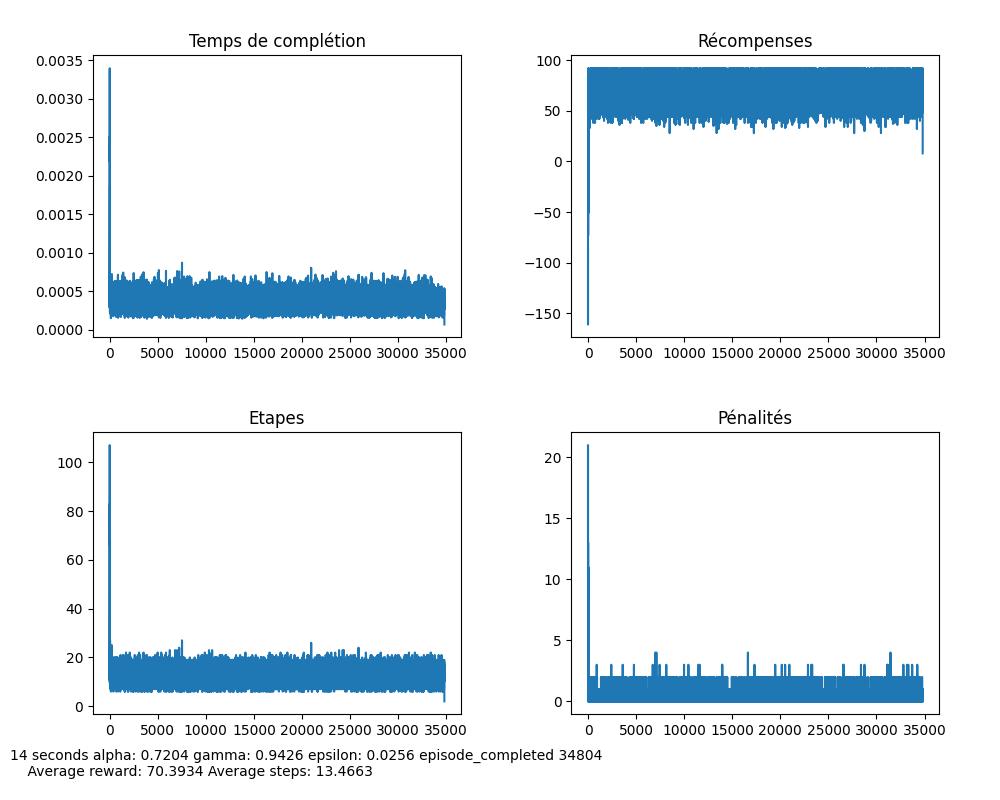 Temps de complétion
0.0035
0.0030
0.0025
0.0020
0.0015
0.0010
0.0005
0.0000
0 5000 10000 15000 20000 25000 30000 35000
Récompenses
100
50
0
−50
−100
−150
0 5000 10000 15000 20000 25000 30000 35000
Etapes
100
80
60
40
20
0
0 5000 10000 15000 20000 25000 30000 35000
Pénalités
20
15
10
5
0
0 5000 10000 15000 20000 25000 30000 35000
14 seconds alpha: 0.7204 gamma: 0.9426 epsilon: 0.0256 episode_completed 34804
Average reward: 70.3934 Average steps: 13.4663